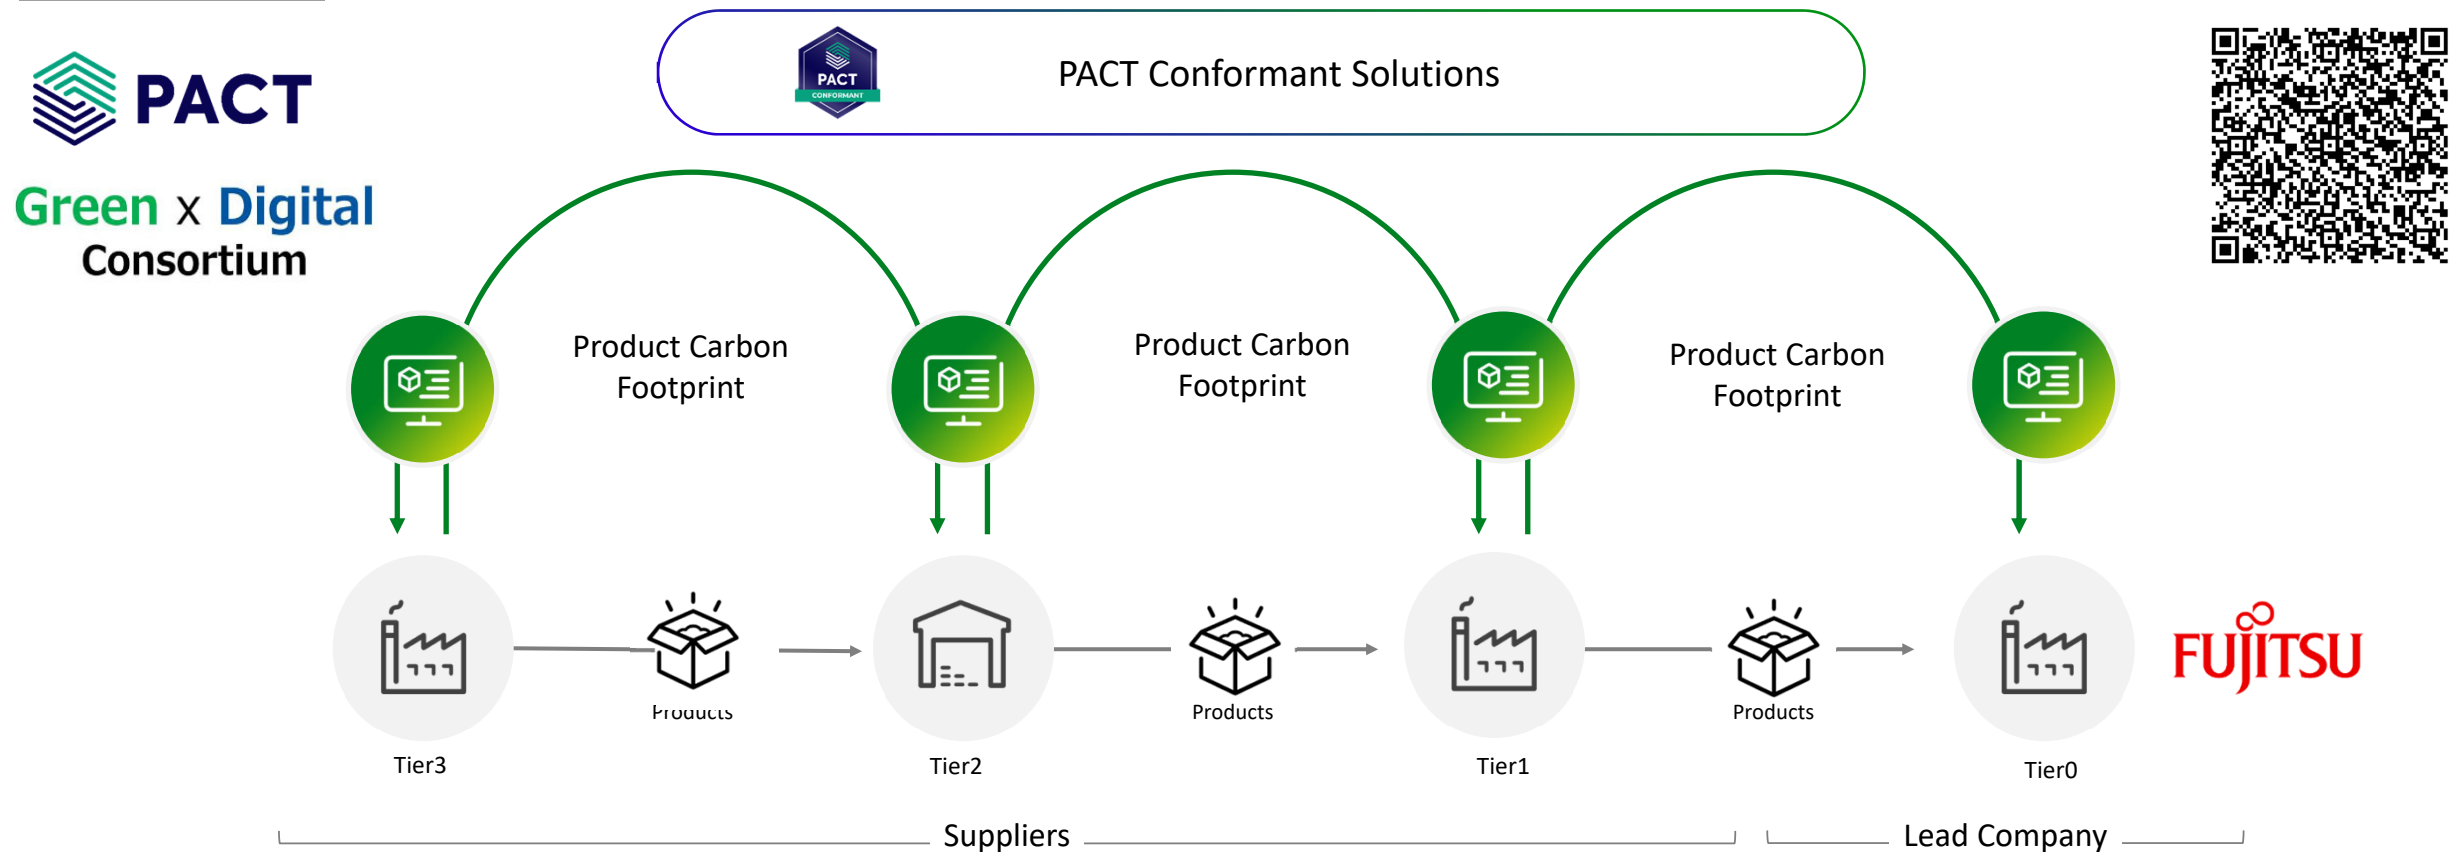 PACT
Green x Digital
Consortium
PACT
CONFORMANT
PACT Conformant Solutions
Product Carbon
Footprint
Product Carbon
Footprint
Product Carbon
Footprint
Products
Products
Products
FUJITSU
Tier3
Tier2
Tier1
Tier0
Suppliers
Lead Company